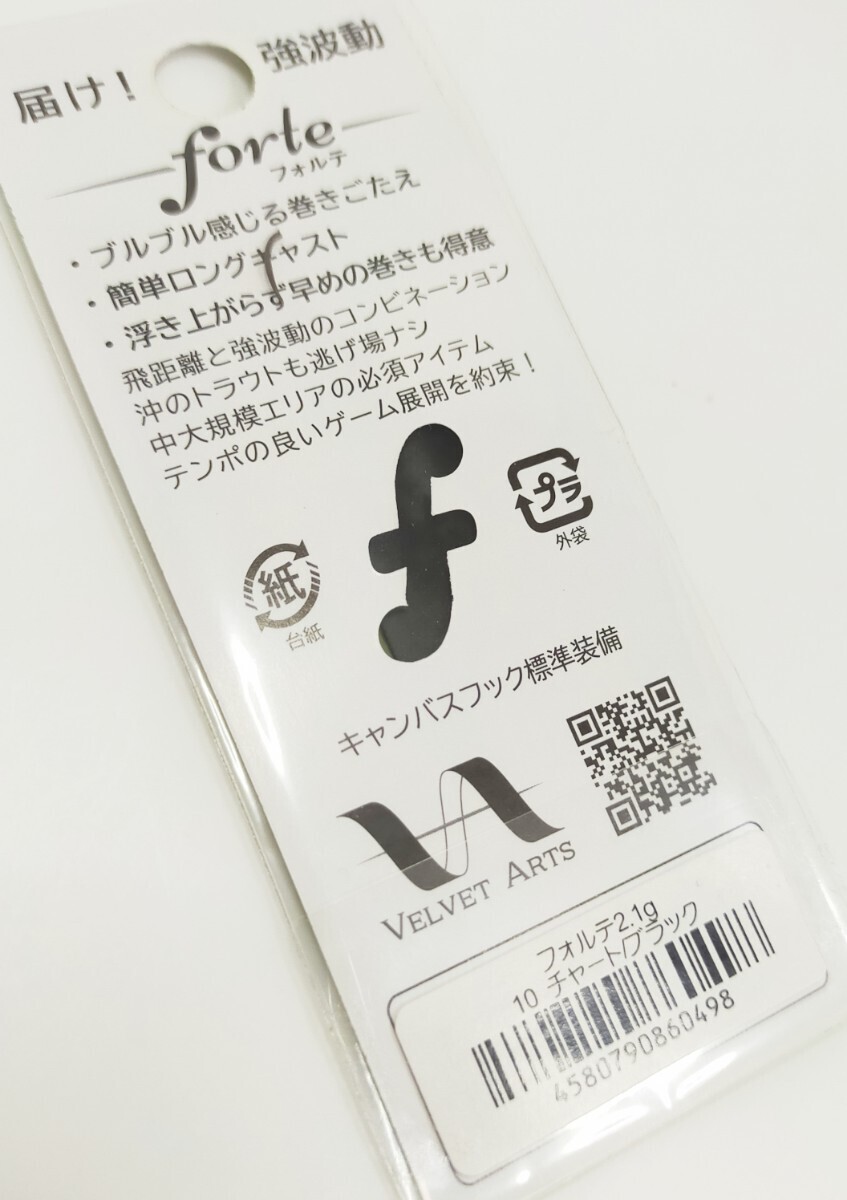 届け！ 強波動
forte
フォルテ
・ブルブル感じる巻きごたえ
・簡単ロングキャスト
・浮き上がらず早めの巻きも得意
飛距離と強波動のコンビネーション
沖のトラウトも逃げ場ナシ
中大規模エリアの必須アイテム
テンポの良いゲーム展開を約束！
f
プラ
外袋
紙
台紙
キャンバスフック標準装備
VELVET ARTS
フォルテ2.1g
10 チャート/ブラック
4580790860498